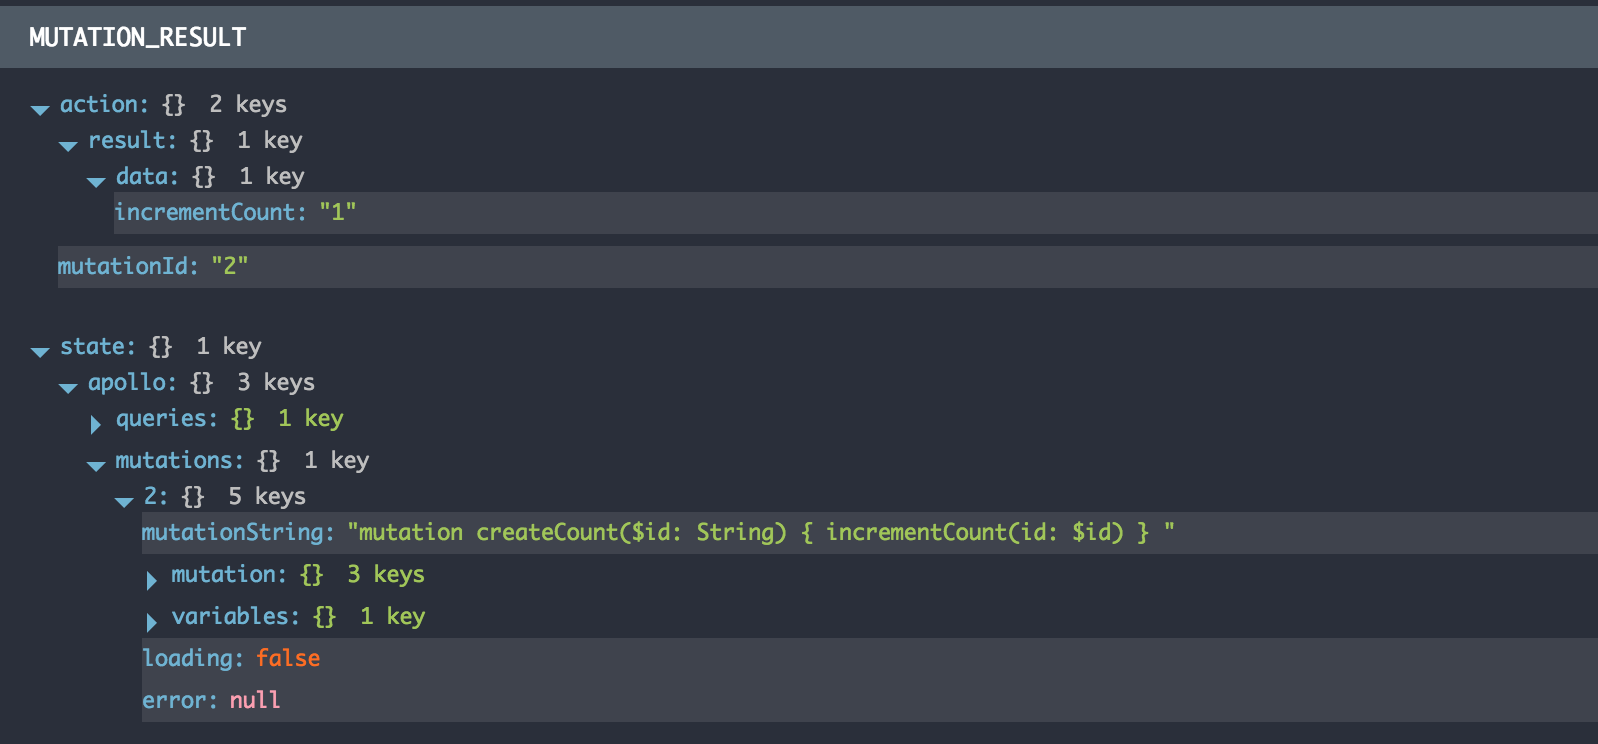 MUTATION_RESULT
action: {} 2 keys
result: {} 1 key
data: {} 1 key
incrementCount: "1"
mutationId: "2"
state: {} 1 key
apollo: {} 3 keys
queries: {} 1 key
mutations: {} 1 key
2: {} 5 keys
mutationString: "mutation createCount($id: String) { incrementCount(id: $id) } "
mutation: {} 3 keys
variables: {} 1 key
loading: false
error: null